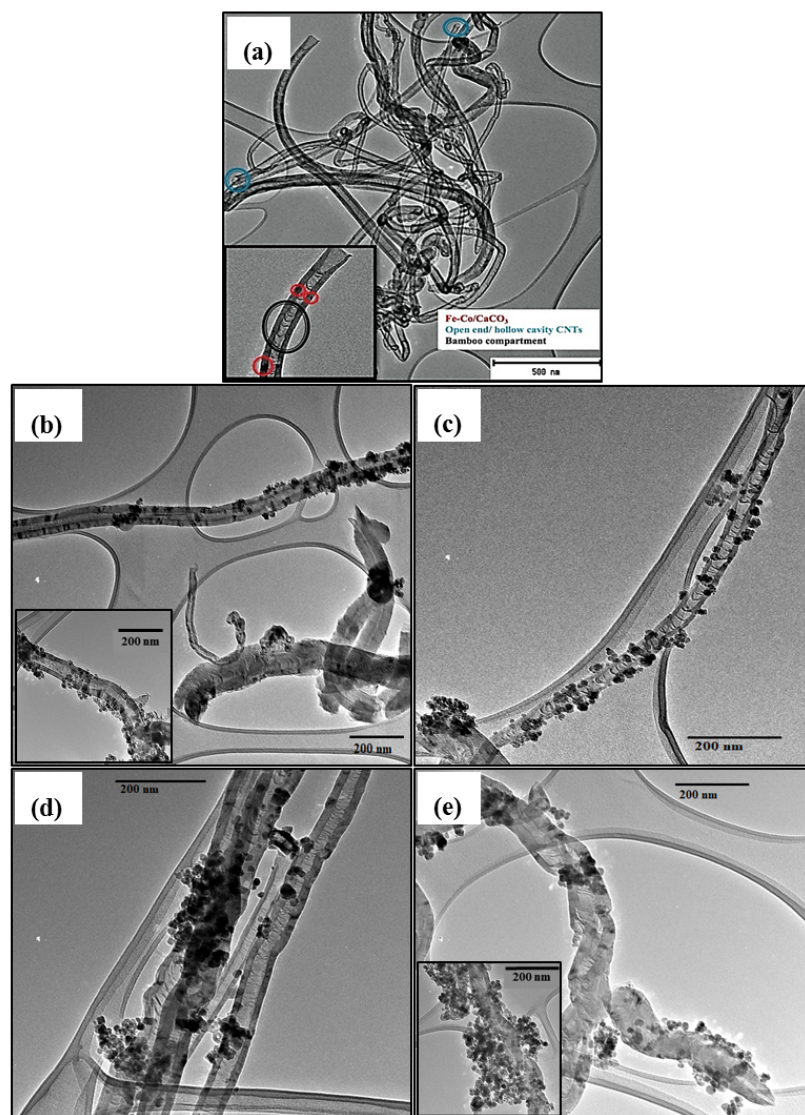 (a)
Fe-Co/CaCO₃
Open end/ hollow cavity CNTs
Bamboo compartment
500 nm
(b)
200 nm
200 nm
(c)
200 nm
(d)
200 nm
(e)
200 nm
200 nm